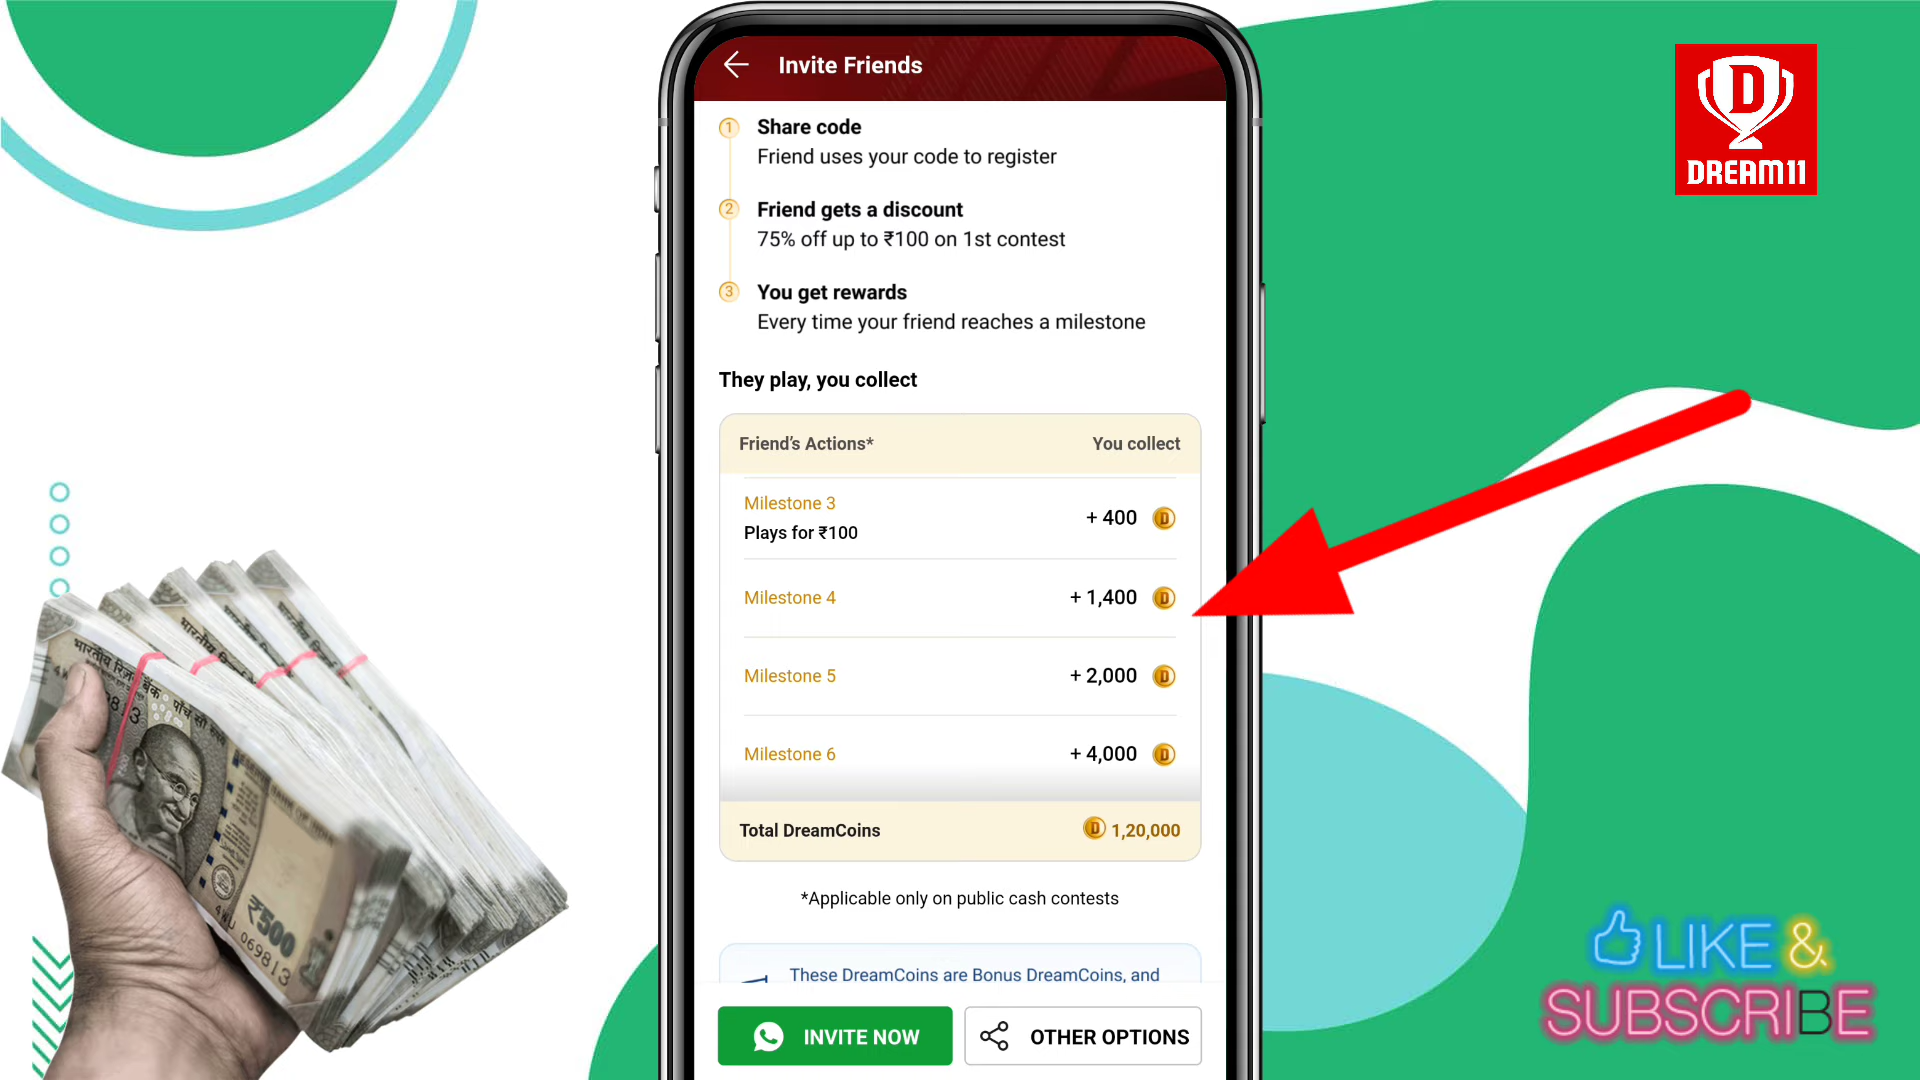 Invite Friends
1 Share code
Friend uses your code to register
2 Friend gets a discount
75% off up to ₹100 on 1st contest
3 You get rewards
Every time your friend reaches a milestone
They play, you collect
Friend's Actions* You collect
Milestone 3
Plays for ₹100
+ 400 D
Milestone 4 + 1,400 D
Milestone 5 + 2,000 D
Milestone 6 + 4,000 D
Total DreamCoins D 1,20,000
*Applicable only on public cash contests
These DreamCoins are Bonus DreamCoins, and
INVITE NOW
OTHER OPTIONS
D
DREAM11
भारतीय रिज़र्व बैंक
पाँच सौ रुपये
₹500
069813
LIKE &
SUBSCRIBE